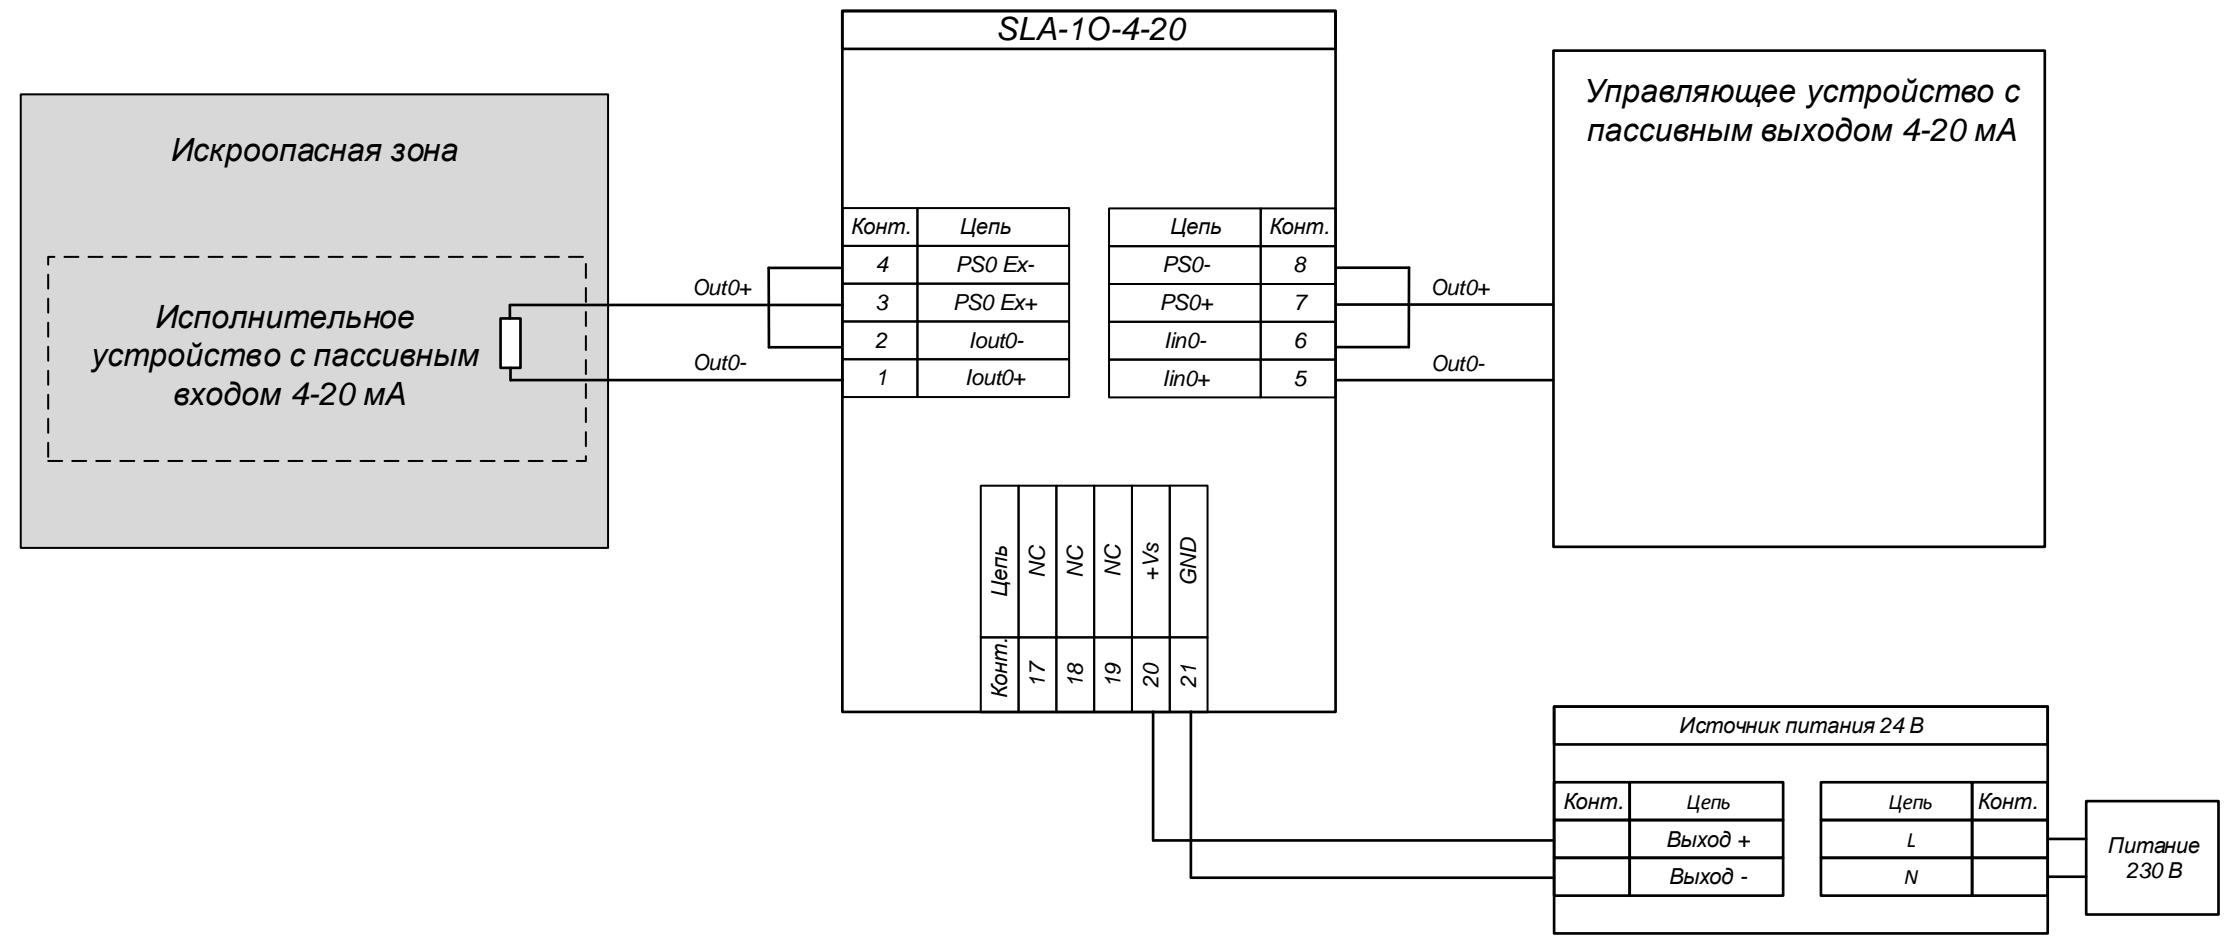 SLA-1O-4-20
Искроопасная зона
Исполнительное
устройство с пассивным
входом 4-20 мА
Out0+
Out0-
Конт. Цепь
4 PS0 Ex-
3 PS0 Ex+
2 Iout0-
1 Iout0+
Цепь Конт.
PS0- 8
PS0+ 7
Iin0- 6
Iin0+ 5
Out0+
Out0-
Управляющее устройство с
пассивным выходом 4-20 мА
Цепь NC NC NC +Vs GND
Конт. 17 18 19 20 21
Источник питания 24 В
Конт. Цепь
Выход +
Выход -
Цепь Конт.
L
N
Питание
230 В